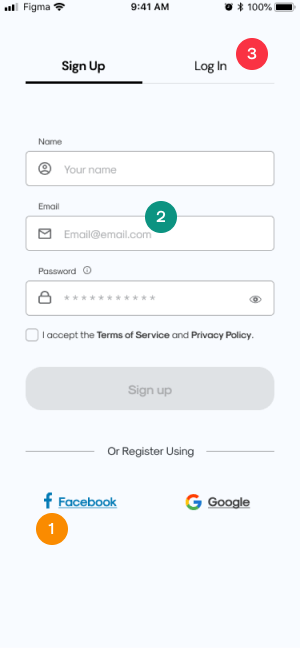 Figma 9:41 AM 100%
Sign Up Log In 3
Name
Your name
Email
2
Email@email.com
Password
* * * * * * * * * * *
I accept the Terms of Service and Privacy Policy.
Sign up
Or Register Using
Facebook Google
1